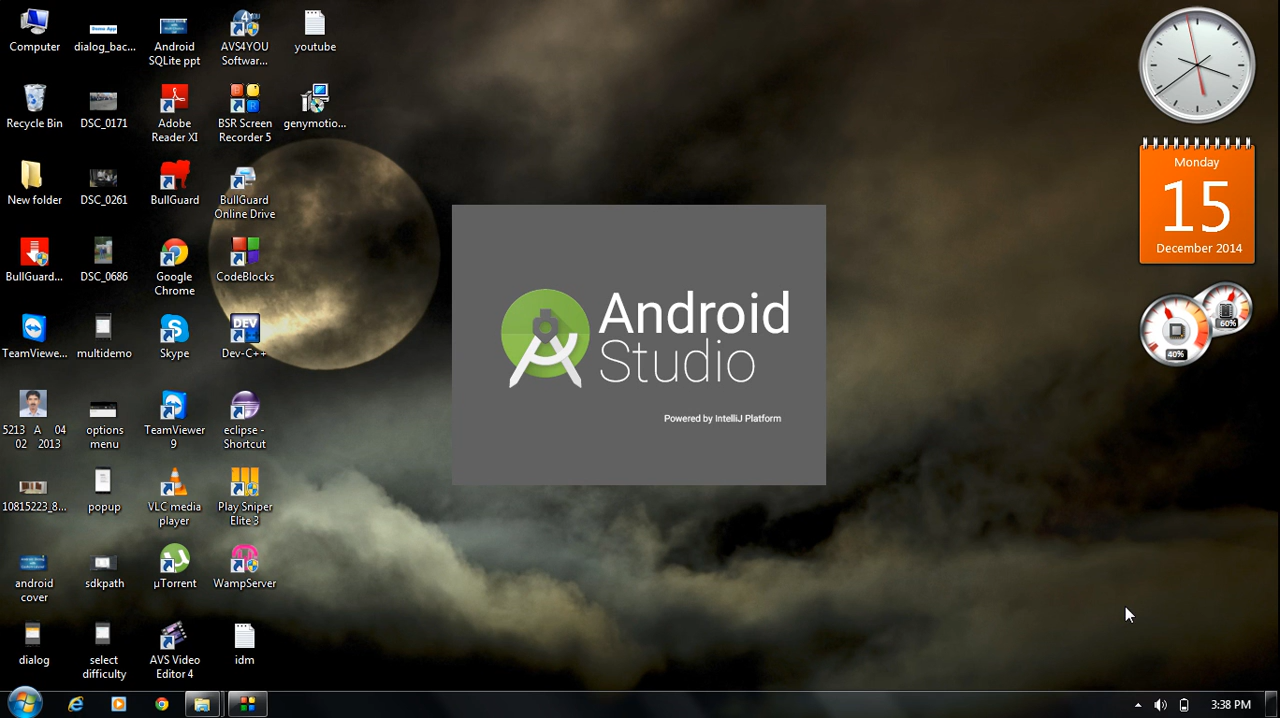 Computer
dialog_bac...
Android
SQLite ppt
AVS4YOU
Softwar...
youtube
Recycle Bin
DSC_0171
Adobe
Reader XI
BSR Screen
Recorder 5
genymotio...
New folder
DSC_0261
BullGuard
BullGuard
Online Drive
BullGuard...
DSC_0686
Google
Chrome
CodeBlocks
TeamViewe...
multidemo
Skype
DEV
Dev-C++
5213 A 04
02 2013
options
menu
TeamViewer
9
eclipse -
Shortcut
10815223_8...
popup
VLC media
player
Play Sniper
Elite 3
android
cover
sdkpath
µTorrent
WampServer
dialog
select
difficulty
AVS Video
Editor 4
idm
Android
Studio
Powered by IntelliJ Platform
Monday
15
December 2014
60%
40%
3:38 PM